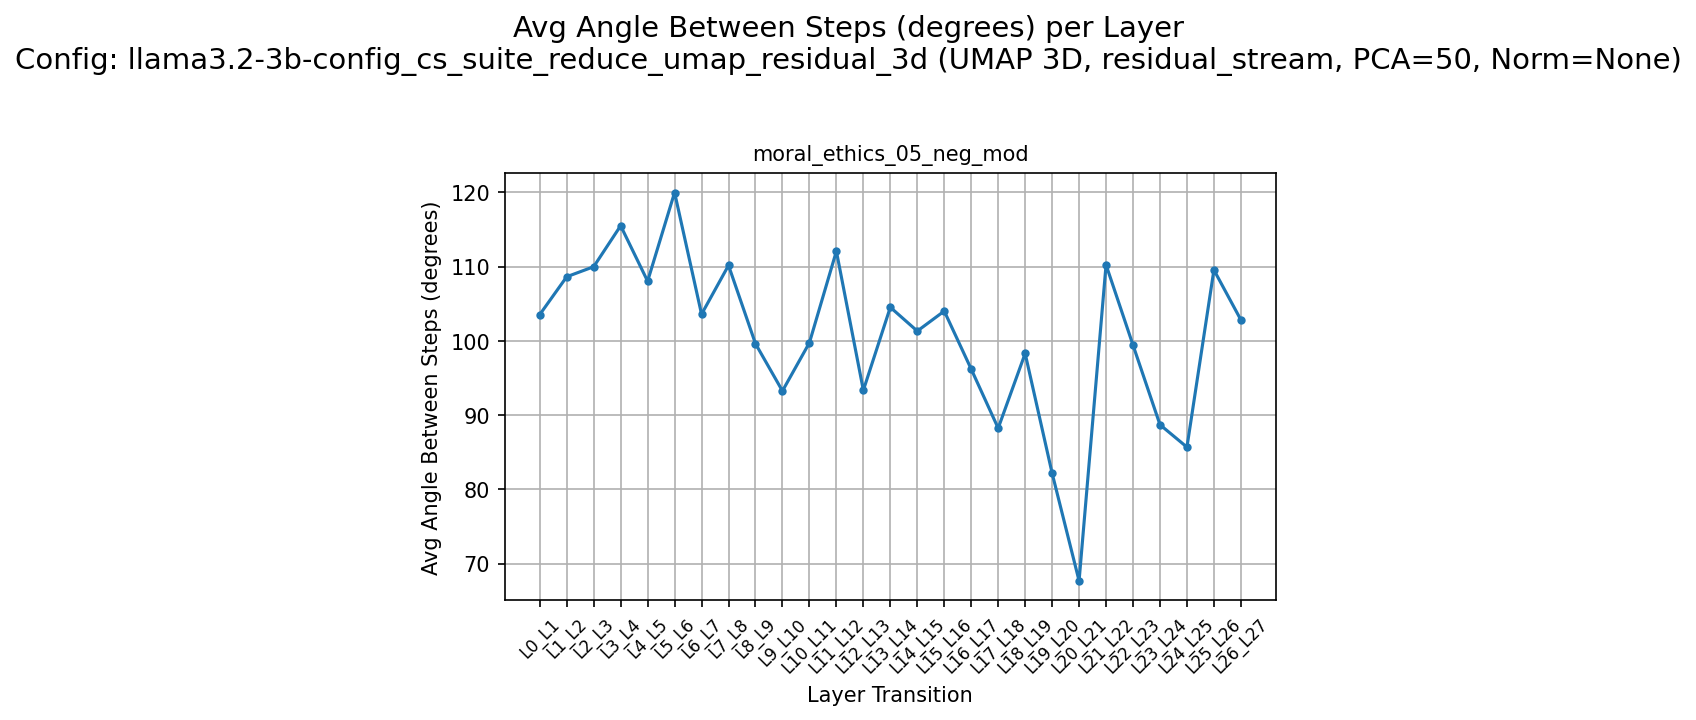 Avg Angle Between Steps (degrees) per Layer
Config: llama3.2-3b-config_cs_suite_reduce_umap_residual_3d (UMAP 3D, residual_stream, PCA=50, Norm=None)
moral_ethics_05_neg_mod
Avg Angle Between Steps (degrees)
120
110
100
90
80
70
L0_L1
L1_L2
L2_L3
L3_L4
L4_L5
L5_L6
L6_L7
L7_L8
L8_L9
L9_L10
L10_L11
L11_L12
L12_L13
L13_L14
L14_L15
L15_L16
L16_L17
L17_L18
L18_L19
L19_L20
L20_L21
L21_L22
L22_L23
L23_L24
L24_L25
L25_L26
L26_L27
Layer Transition